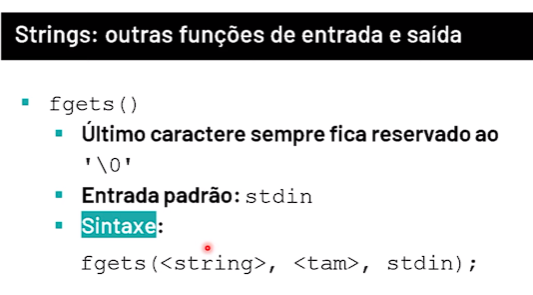 Strings: outras funções de entrada e saída
fgets()
Último caractere sempre fica reservado ao
'\0'
Entrada padrão: stdin
Sintaxe:
fgets(<string>, <tam>, stdin);